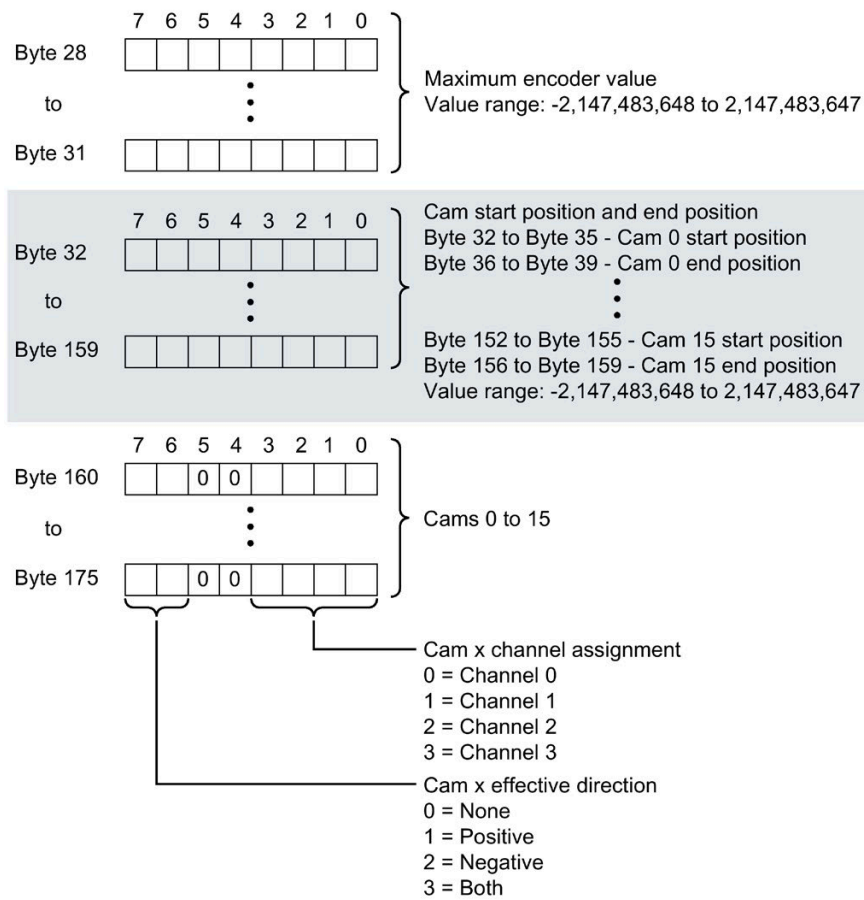 7 6 5 4 3 2 1 0
Byte 28
to
Byte 31
Maximum encoder value
Value range: -2,147,483,648 to 2,147,483,647
7 6 5 4 3 2 1 0
Byte 32
to
Byte 159
Cam start position and end position
Byte 32 to Byte 35 - Cam 0 start position
Byte 36 to Byte 39 - Cam 0 end position
Byte 152 to Byte 155 - Cam 15 start position
Byte 156 to Byte 159 - Cam 15 end position
Value range: -2,147,483,648 to 2,147,483,647
7 6 5 4 3 2 1 0
Byte 160 0 0
to
Byte 175 0 0
Cams 0 to 15
Cam x channel assignment
0 = Channel 0
1 = Channel 1
2 = Channel 2
3 = Channel 3
Cam x effective direction
0 = None
1 = Positive
2 = Negative
3 = Both